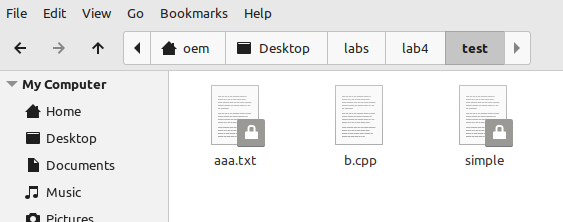 File Edit View Go Bookmarks Help
oem Desktop labs lab4 test
My Computer
Home
Desktop
Documents
Music
Pictures
aaa.txt b.cpp simple